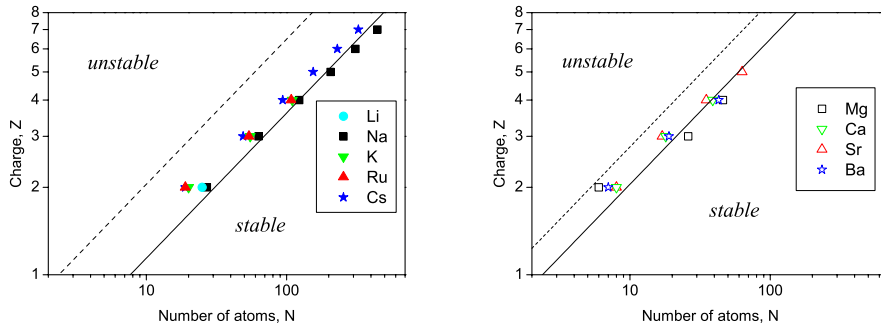 8
7
6
5
4
3
2
1
Charge, Z
unstable
stable
Li
Na
K
Ru
Cs
10
100
Number of atoms, N
8
7
6
5
4
3
2
1
Charge, Z
unstable
stable
Mg
Ca
Sr
Ba
10
100
Number of atoms, N